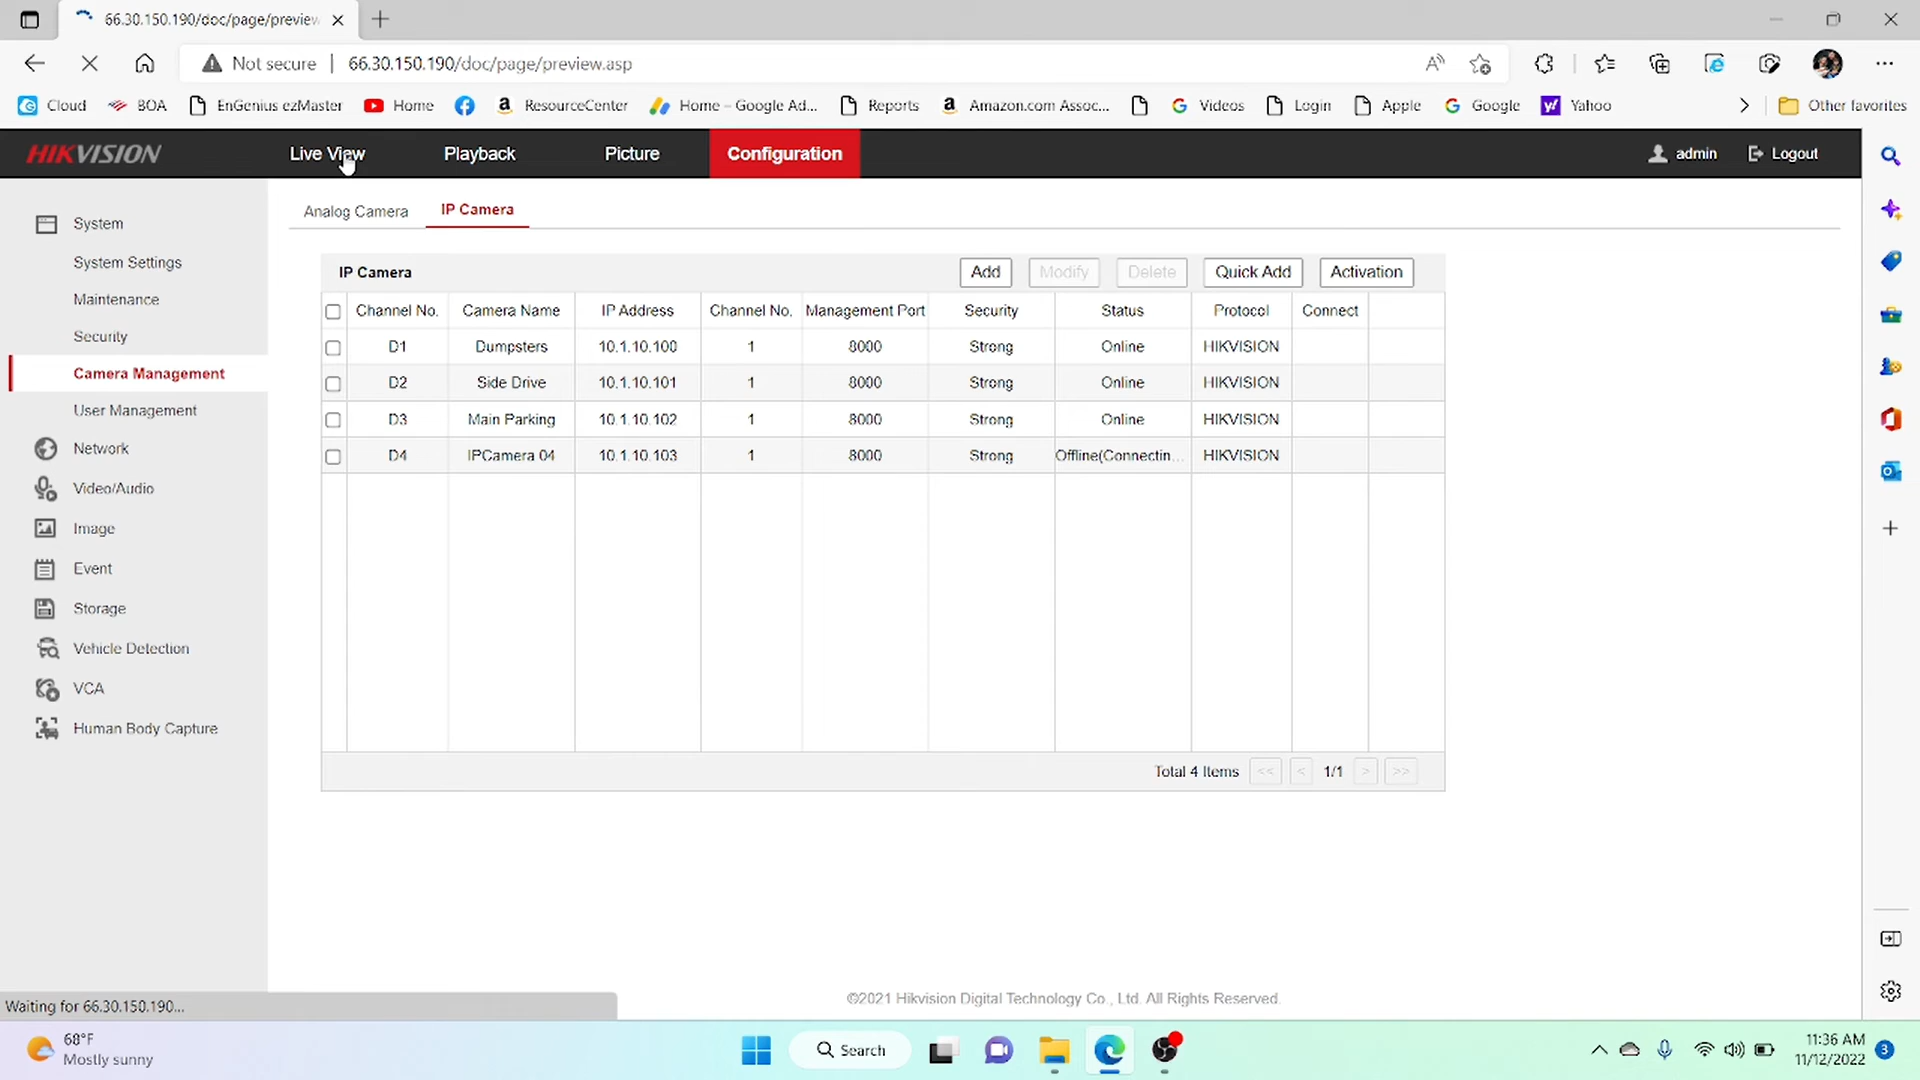 66.30.150.190/doc/page/preview
Not secure | 66.30.150.190/doc/page/preview.asp
Cloud BOA EnGenius ezMaster Home ResourceCenter Home – Google Ad... Reports Amazon.com Assoc... Videos Login Apple Google Yahoo Other favorites
HIKVISION Live View Playback Picture Configuration admin Logout
Analog Camera IP Camera
System
System Settings
Maintenance
Security
Camera Management
User Management
Network
Video/Audio
Image
Event
Storage
Vehicle Detection
VCA
Human Body Capture
IP Camera Add Modify Delete Quick Add Activation
Channel No. Camera Name IP Address Channel No. Management Port Security Status Protocol Connect
D1 Dumpsters 10.1.10.100 1 8000 Strong Online HIKVISION
D2 Side Drive 10.1.10.101 1 8000 Strong Online HIKVISION
D3 Main Parking 10.1.10.102 1 8000 Strong Online HIKVISION
D4 IPCamera 04 10.1.10.103 1 8000 Strong Offline(Connectin... HIKVISION
Total 4 Items << < 1/1 > >>
©2021 Hikvision Digital Technology Co., Ltd. All Rights Reserved.
Waiting for 66.30.150.190...
68°F
Mostly sunny
Search
11:36 AM
11/12/2022
3